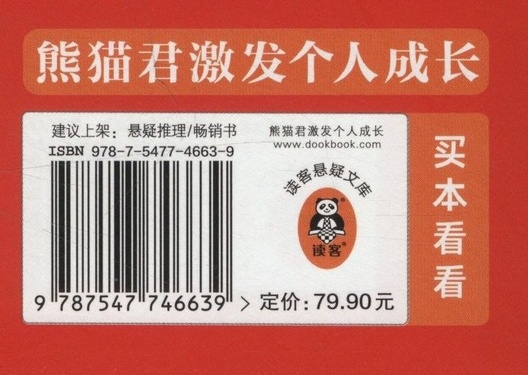 熊猫君激发个人成长
建议上架：悬疑推理/畅销书
ISBN 978-7-5477-4663-9
9 787547 746639 >
熊猫君激发个人成长
www.dookbook.com
读客悬疑文库
读客®
定价：79.90元
买本看看